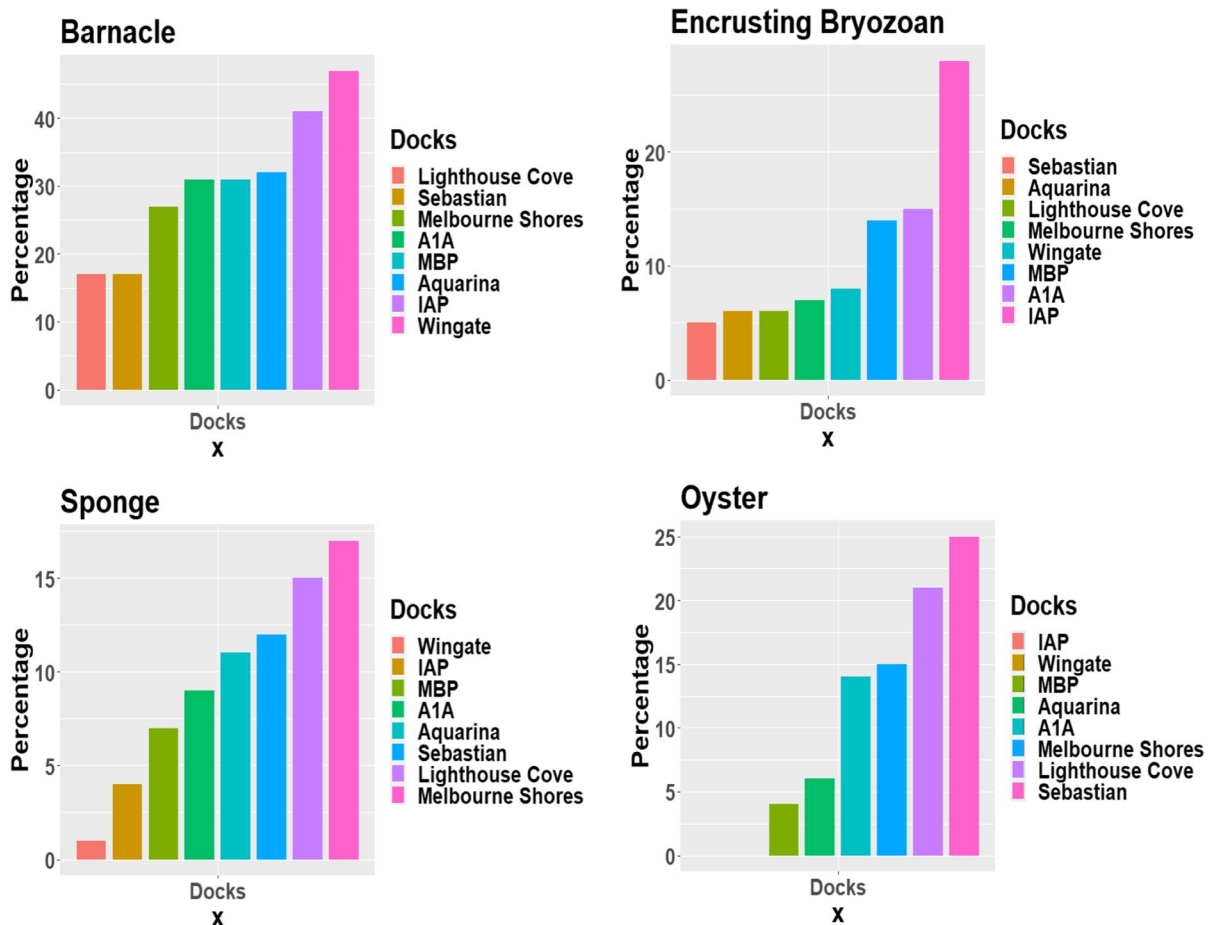 Barnacle
Percentage
40
30
20
10
0
Docks
x
Docks
Lighthouse Cove
Sebastian
Melbourne Shores
A1A
MBP
Aquarina
IAP
Wingate
Encrusting Bryozoan
Percentage
20
10
0
Docks
x
Docks
Sebastian
Aquarina
Lighthouse Cove
Melbourne Shores
Wingate
MBP
A1A
IAP
Sponge
Percentage
15
10
5
0
Docks
x
Docks
Wingate
IAP
MBP
A1A
Aquarina
Sebastian
Lighthouse Cove
Melbourne Shores
Oyster
Percentage
25
20
15
10
5
0
Docks
x
Docks
IAP
Wingate
MBP
Aquarina
A1A
Melbourne Shores
Lighthouse Cove
Sebastian